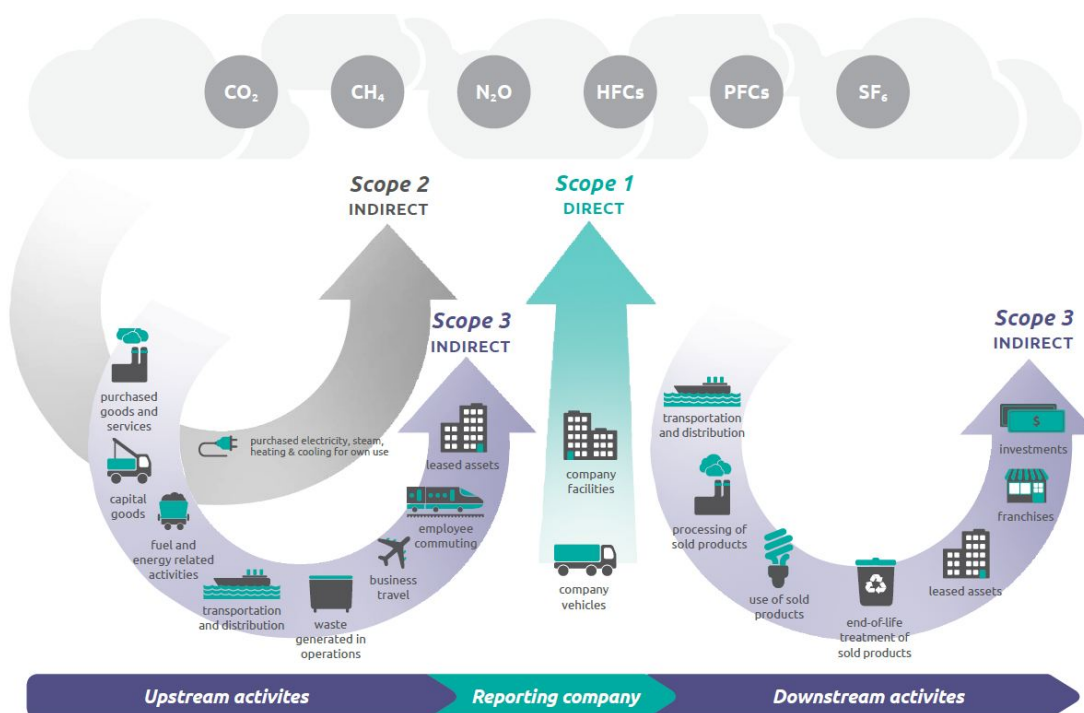 CO₂
CH₄
N₂O
HFCs
PFCs
SF₆
Scope 2
INDIRECT
Scope 1
DIRECT
Scope 3
INDIRECT
Scope 3
INDIRECT
purchased
goods and
services
purchased electricity, steam,
heating & cooling for own use
capital
goods
fuel and
energy related
activities
transportation
and distribution
waste
generated in
operations
business
travel
employee
commuting
leased assets
company
facilities
company
vehicles
transportation
and distribution
processing of
sold products
use of sold
products
end-of-life
treatment of
sold products
leased assets
franchises
$
investments
Upstream activites
Reporting company
Downstream activites